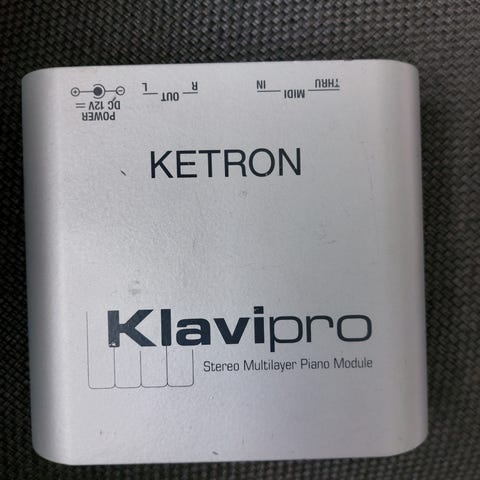 POWER
DC 12V
OUT L R
MIDI IN THRU
KETRON
Klavipro
Stereo Multilayer Piano Module